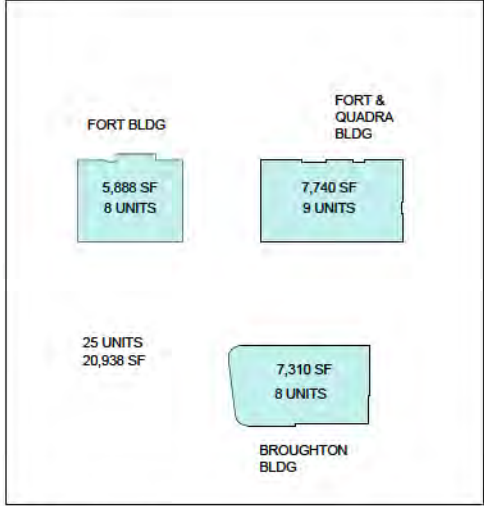 FORT BLDG
5,888 SF
8 UNITS
FORT &
QUADRA
BLDG
7,740 SF
9 UNITS
25 UNITS
20,938 SF
7,310 SF
8 UNITS
BROUGHTON
BLDG